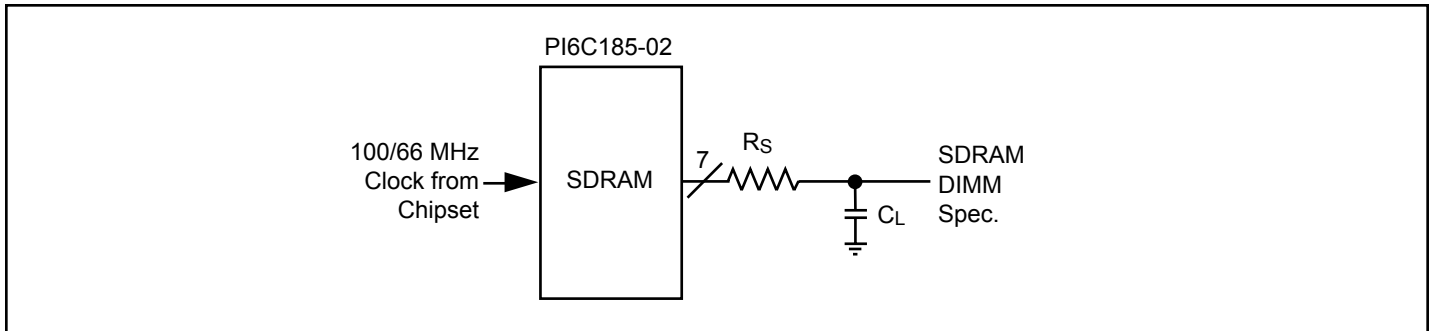 PI6C185-02
100/66 MHz
Clock from
Chipset
SDRAM
7
RS
CL
SDRAM
DIMM
Spec.